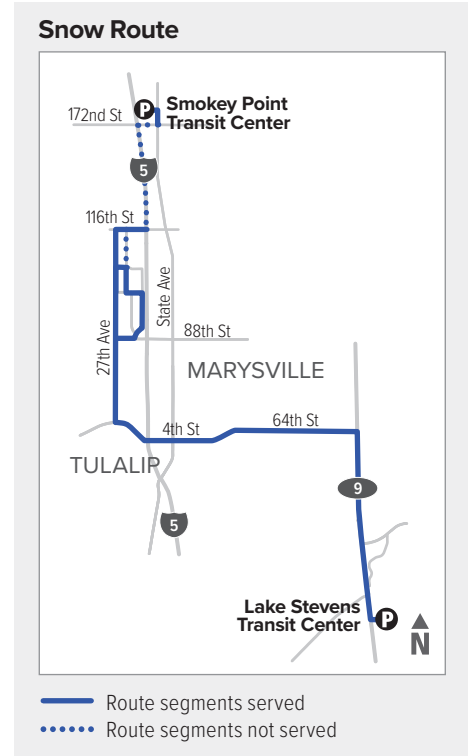 Snow Route
P
Smokey Point
Transit Center
172nd St
5
116th St
State Ave
27th Ave
88th St
MARYSVILLE
64th St
4th St
TULALIP
9
5
Lake Stevens
Transit Center
P
N
Route segments served
Route segments not served